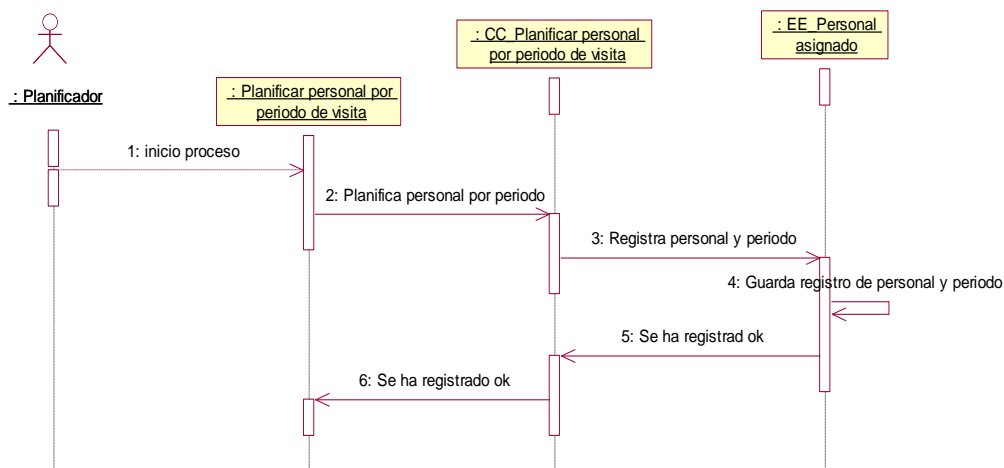 : Planificador
: Planificar personal por
periodo de visita
: CC_Planificar personal
por periodo de visita
: EE_Personal
asignado
1: inicio proceso
2: Planifica personal por periodo
3: Registra personal y periodo
4: Guarda registro de personal y periodo
5: Se ha registrad ok
6: Se ha registrado ok